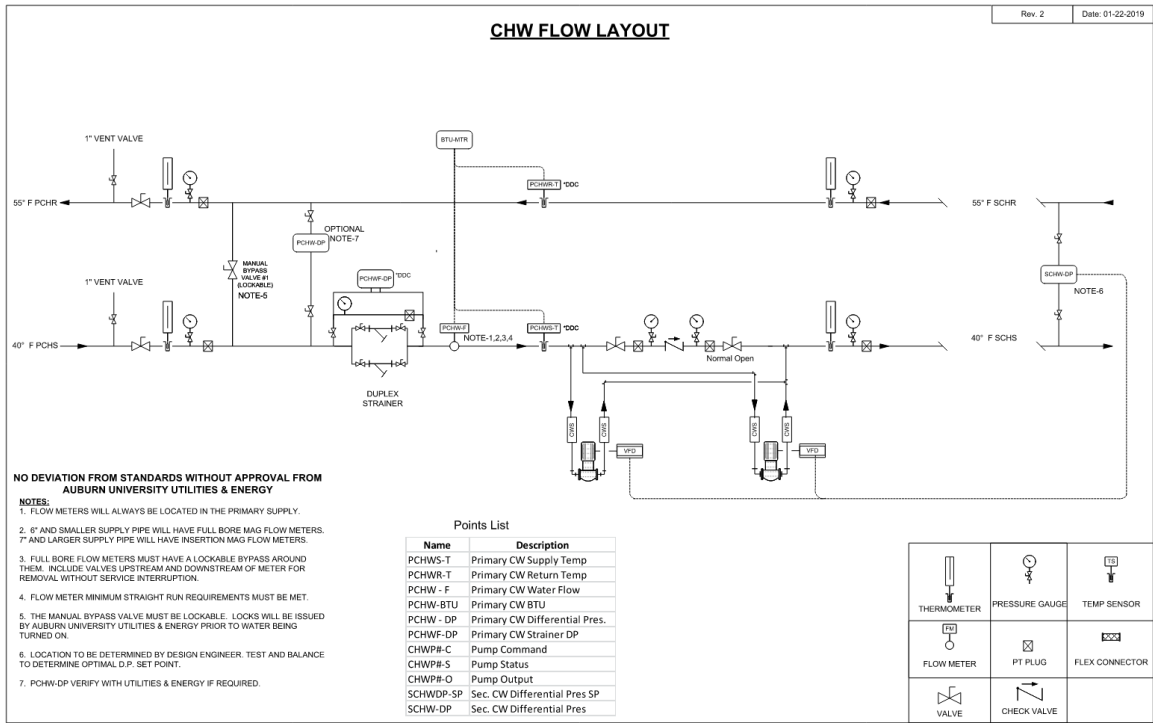 Rev. 2
Date: 01-22-2019
CHW FLOW LAYOUT
1" VENT VALVE
BTU-MTR
PCHWR-T
*DDC
55° F PCHR
55° F SCHR
OPTIONAL
NOTE-7
PCHW-DP
MANUAL
BYPASS
VALVE #1
(LOCKABLE)
NOTE-5
PCHWF-DP
*DDC
SCHW-DP
NOTE-6
1" VENT VALVE
PCHW-F
NOTE-1,2,3,4
PCHWS-T
*DDC
40° F PCHS
40° F SCHS
Normal Open
DUPLEX
STRAINER
CWS
CWS
CWS
CWS
VFD
VFD
NO DEVIATION FROM STANDARDS WITHOUT APPROVAL FROM
AUBURN UNIVERSITY UTILITIES & ENERGY
NOTES:
1. FLOW METERS WILL ALWAYS BE LOCATED IN THE PRIMARY SUPPLY.
2. 6" AND SMALLER SUPPLY PIPE WILL HAVE FULL BORE MAG FLOW METERS.
7" AND LARGER SUPPLY PIPE WILL HAVE INSERTION MAG FLOW METERS.
3. FULL BORE FLOW METERS MUST HAVE A LOCKABLE BYPASS AROUND
THEM. INCLUDE VALVES UPSTREAM AND DOWNSTREAM OF METER FOR
REMOVAL WITHOUT SERVICE INTERRUPTION.
4. FLOW METER MINIMUM STRAIGHT RUN REQUIREMENTS MUST BE MET.
5. THE MANUAL BYPASS VALVE MUST BE LOCKABLE. LOCKS WILL BE ISSUED
BY AUBURN UNIVERSITY UTILITIES & ENERGY PRIOR TO WATER BEING
TURNED ON.
6. LOCATION TO BE DETERMINED BY DESIGN ENGINEER. TEST AND BALANCE
TO DETERMINE OPTIMAL D.P. SET POINT.
7. PCHW-DP VERIFY WITH UTILITIES & ENERGY IF REQUIRED.
Points List
Name Description
PCHWS-T Primary CW Supply Temp
PCHWR-T Primary CW Return Temp
PCHW - F Primary CW Water Flow
PCHW-BTU Primary CW BTU
PCHW - DP Primary CW Differential Pres.
PCHWF-DP Primary CW Strainer DP
CHWP#-C Pump Command
CHWP#-S Pump Status
CHWP#-O Pump Output
SCHWDP-SP Sec. CW Differential Pres SP
SCHW-DP Sec. CW Differential Pres
TS
THERMOMETER
PRESSURE GAUGE
TEMP SENSOR
FM
FLOW METER
PT PLUG
FLEX CONNECTOR
VALVE
CHECK VALVE